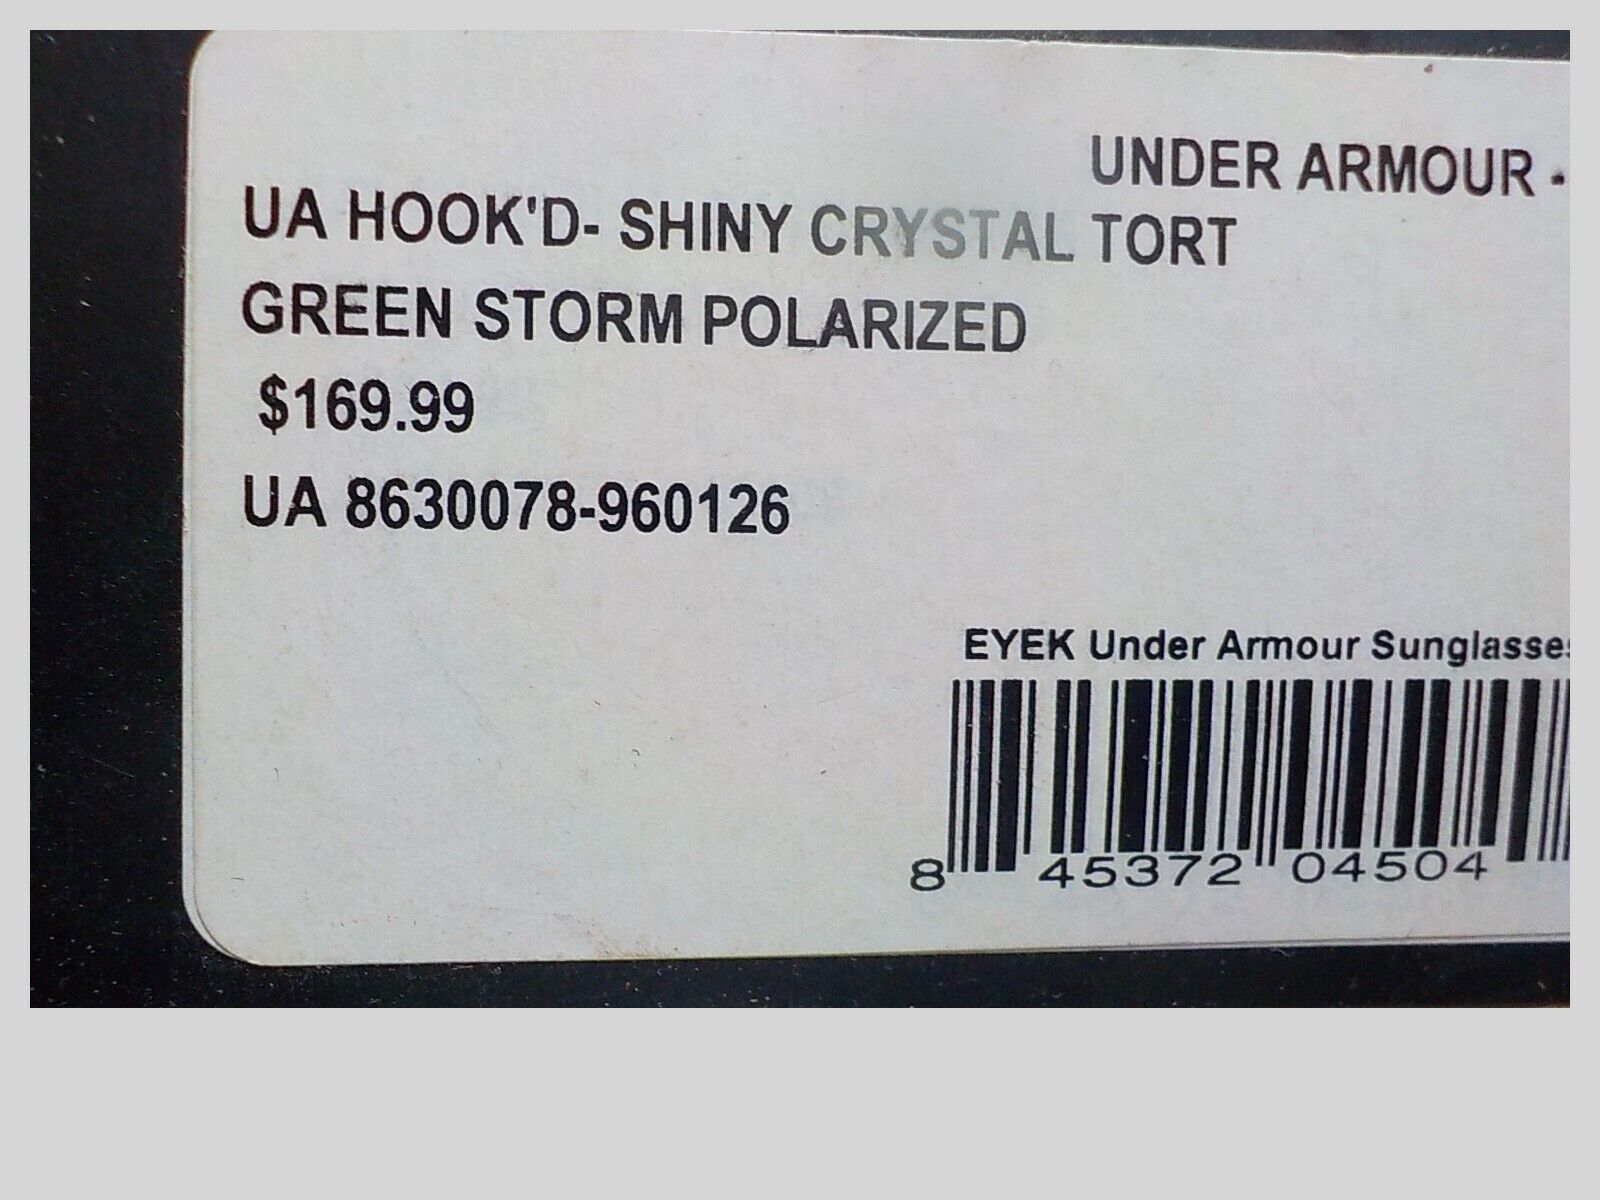 UNDER ARMOUR -
UA HOOK'D- SHINY CRYSTAL TORT
GREEN STORM POLARIZED
$169.99
UA 8630078-960126
EYEK Under Armour Sunglasses
8 45372 04504